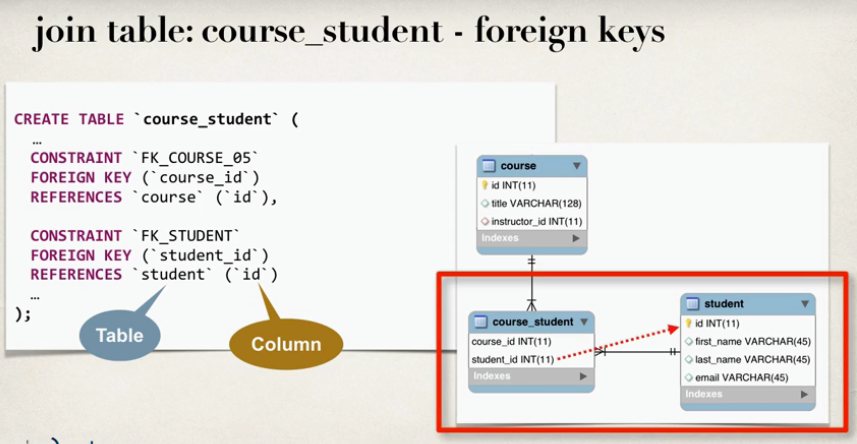 join table: course_student - foreign keys
CREATE TABLE `course_student` (
…
CONSTRAINT `FK_COURSE_05`
FOREIGN KEY (`course_id`)
REFERENCES `course` (`id`),
CONSTRAINT `FK_STUDENT`
FOREIGN KEY (`student_id`)
REFERENCES `student` (`id`)
…
);
Table
Column
course
id INT(11)
title VARCHAR(128)
instructor_id INT(11)
Indexes
course_student
course_id INT(11)
student_id INT(11)
Indexes
student
id INT(11)
first_name VARCHAR(45)
last_name VARCHAR(45)
email VARCHAR(45)
Indexes